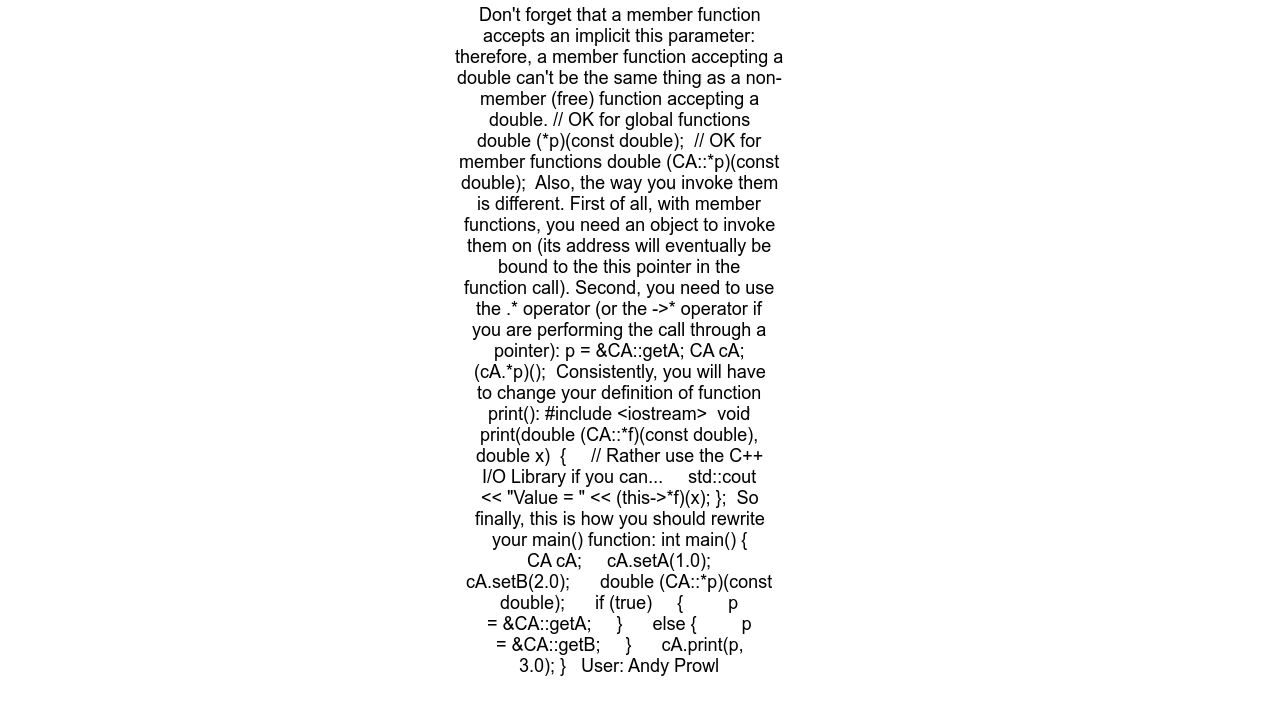 Don't forget that a member function
accepts an implicit this parameter:
therefore, a member function accepting a
double can't be the same thing as a non-
member (free) function accepting a
double. // OK for global functions
double (*p)(const double);  // OK for
member functions double (CA::*p)(const
double);  Also, the way you invoke them
is different. First of all, with member
functions, you need an object to invoke
them on (its address will eventually be
bound to the this pointer in the
function call). Second, you need to use
the .* operator (or the ->* operator if
you are performing the call through a
pointer): p = &CA::getA; CA cA;
(cA.*p)();  Consistently, you will have
to change your definition of function
print(): #include <iostream>  void
print(double (CA::*f)(const double),
double x)  {     // Rather use the C++
I/O Library if you can...     std::cout
<< "Value = " << (this->*f)(x); };  So
finally, this is how you should rewrite
your main() function: int main() {
CA cA;     cA.setA(1.0);
cA.setB(2.0);      double (CA::*p)(const
double);      if (true)     {         p
= &CA::getA;     }      else {         p
= &CA::getB;     }      cA.print(p,
3.0); }   User: Andy Prowl